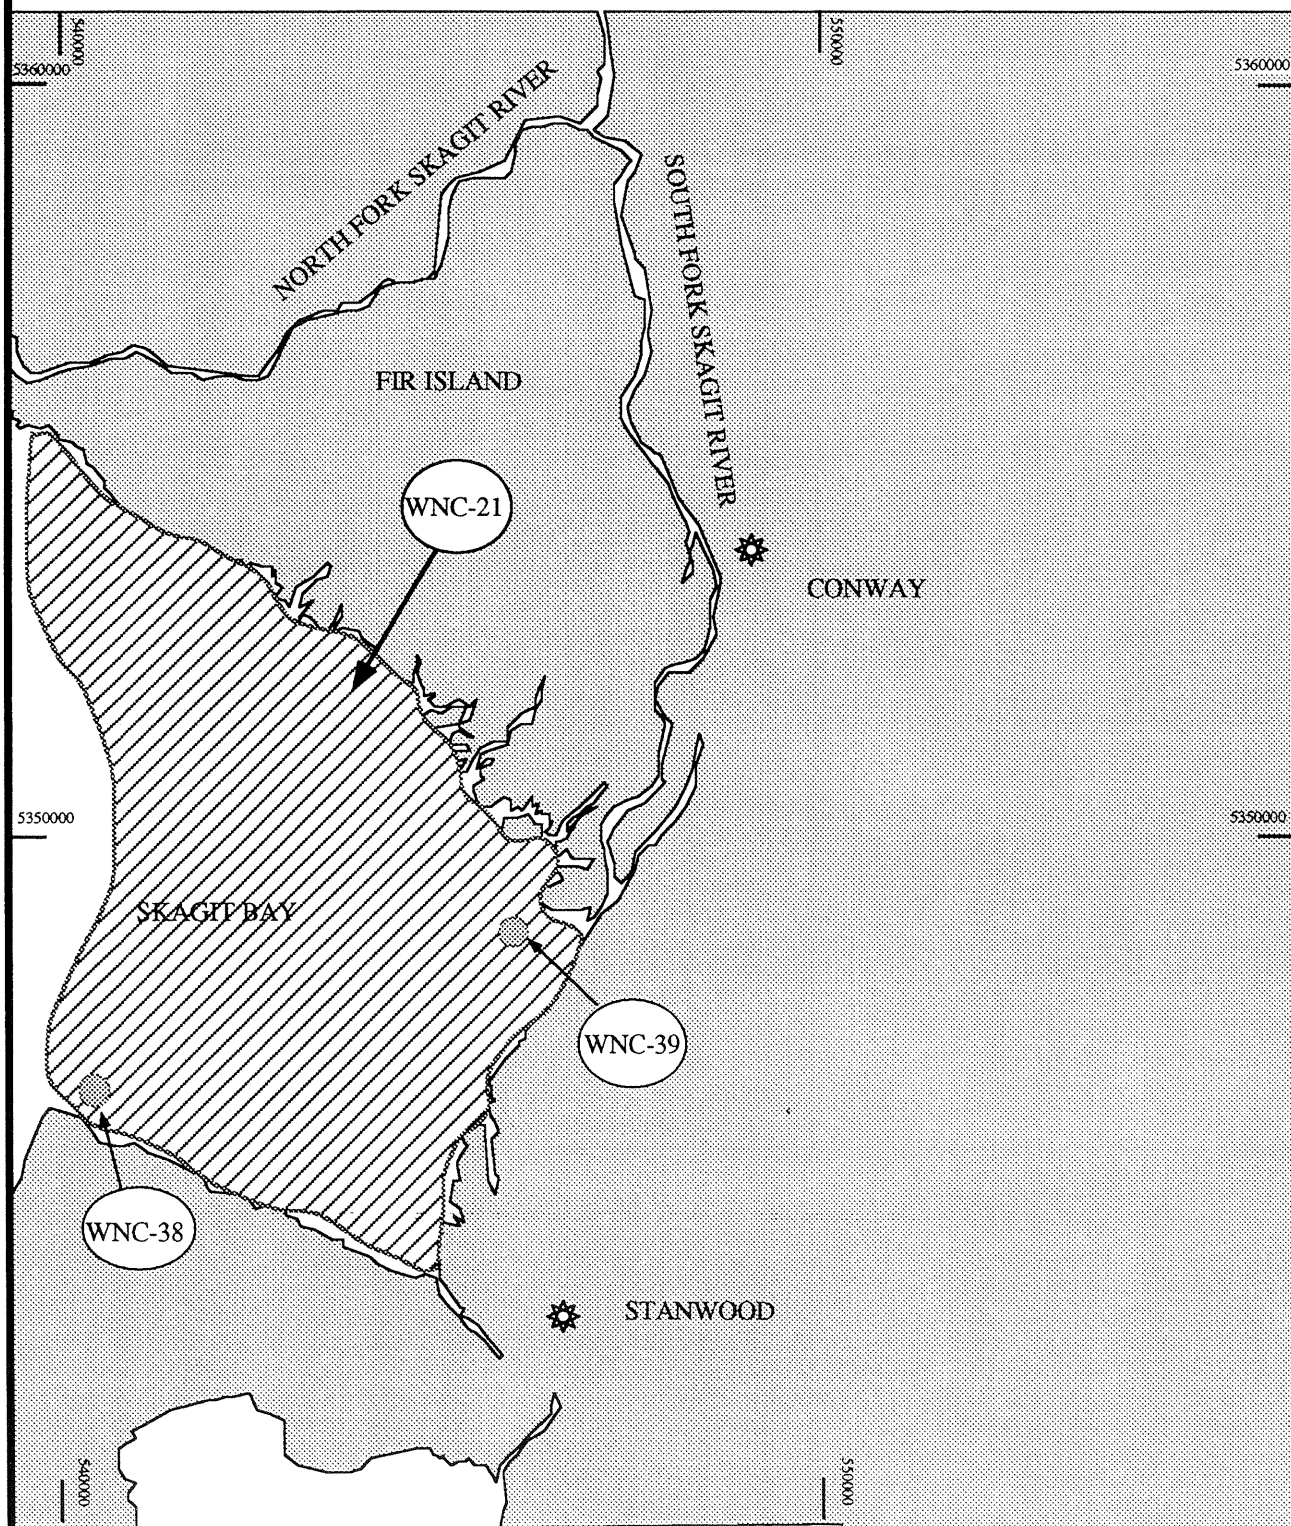 540000
550000
5360000
5360000
NORTH FORK SKAGIT RIVER
SOUTH FORK SKAGIT RIVER
FIR ISLAND
WNC-21
CONWAY
5350000
5350000
SKAGIT BAY
WNC-39
WNC-38
STANWOOD
540000
550000